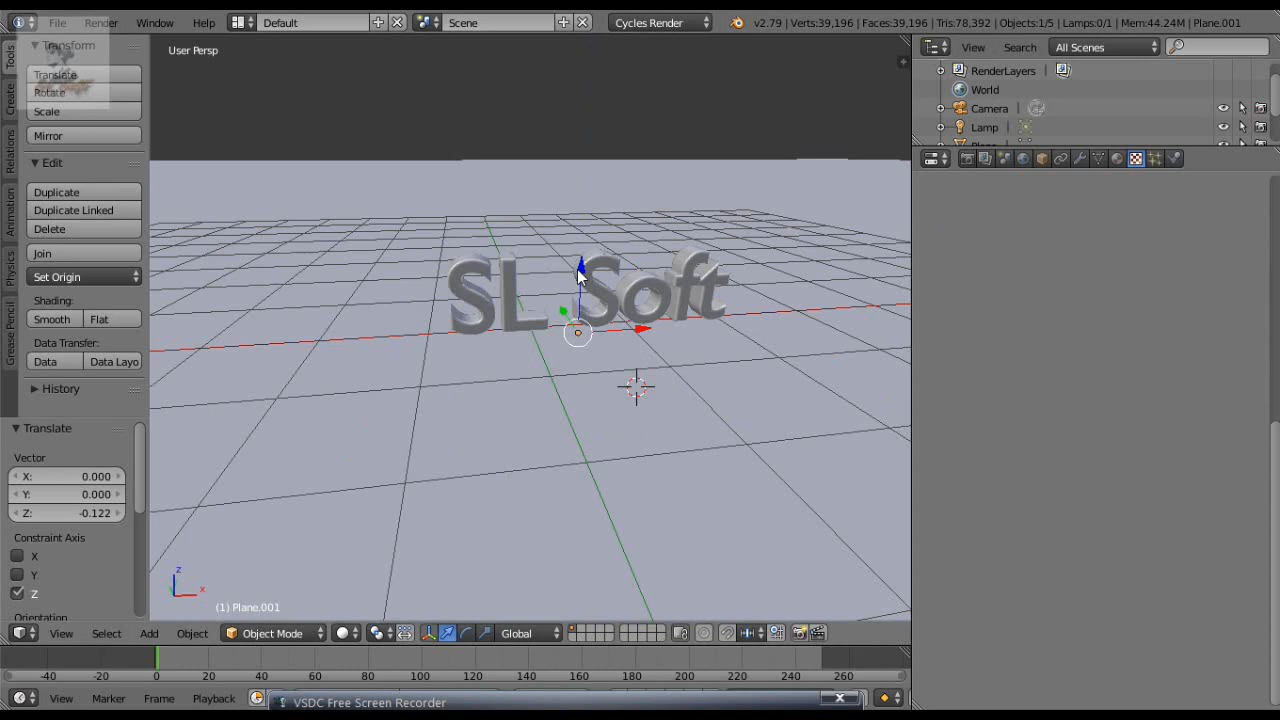 File Render Window Help Default Scene Cycles Render v2.79 | Verts:39,196 | Faces:39,196 | Tris:78,392 | Objects:1/5 | Lamps:0/1 | Mem:44.24M | Plane.001
Transform
Translate
Rotate
Scale
Mirror
Edit
Duplicate
Duplicate Linked
Delete
Join
Set Origin
Shading:
Smooth Flat
Data Transfer:
Data Data Layo
History
Tools
Create
Relations
Animation
Physics
Grease Pencil
Translate
Vector
X: 0.000
Y: 0.000
Z: -0.122
Constraint Axis
X
Y
Z
Orientation
User Persp
SL Soft
z
x
(1) Plane.001
View Select Add Object Object Mode Global
-40 -20 0 20 40 60 80 100 120 140 160 180 200 220 240 260
View Marker Frame Playback
VSDC Free Screen Recorder
View Search All Scenes
RenderLayers
World
Camera
Lamp